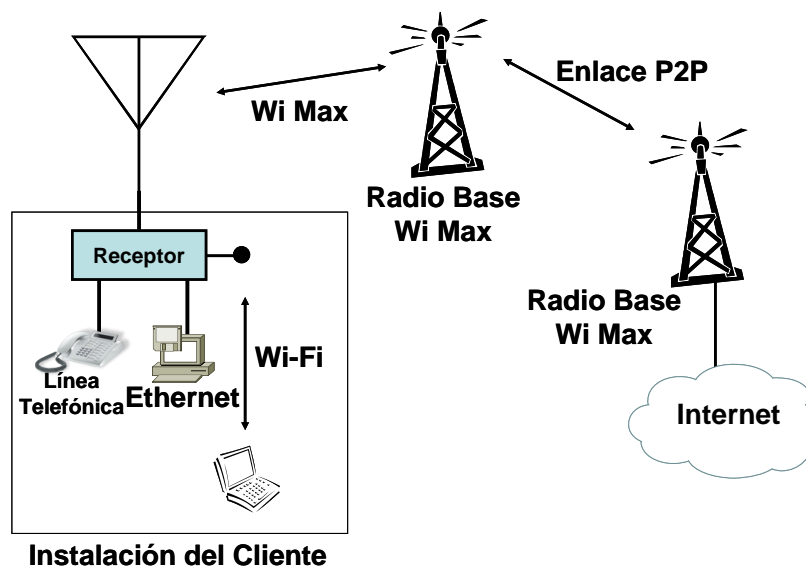 Wi Max
Enlace P2P
Radio Base
Wi Max
Receptor
Radio Base
Wi Max
Línea
Telefónica
Ethernet
Wi-Fi
Internet
Instalación del Cliente